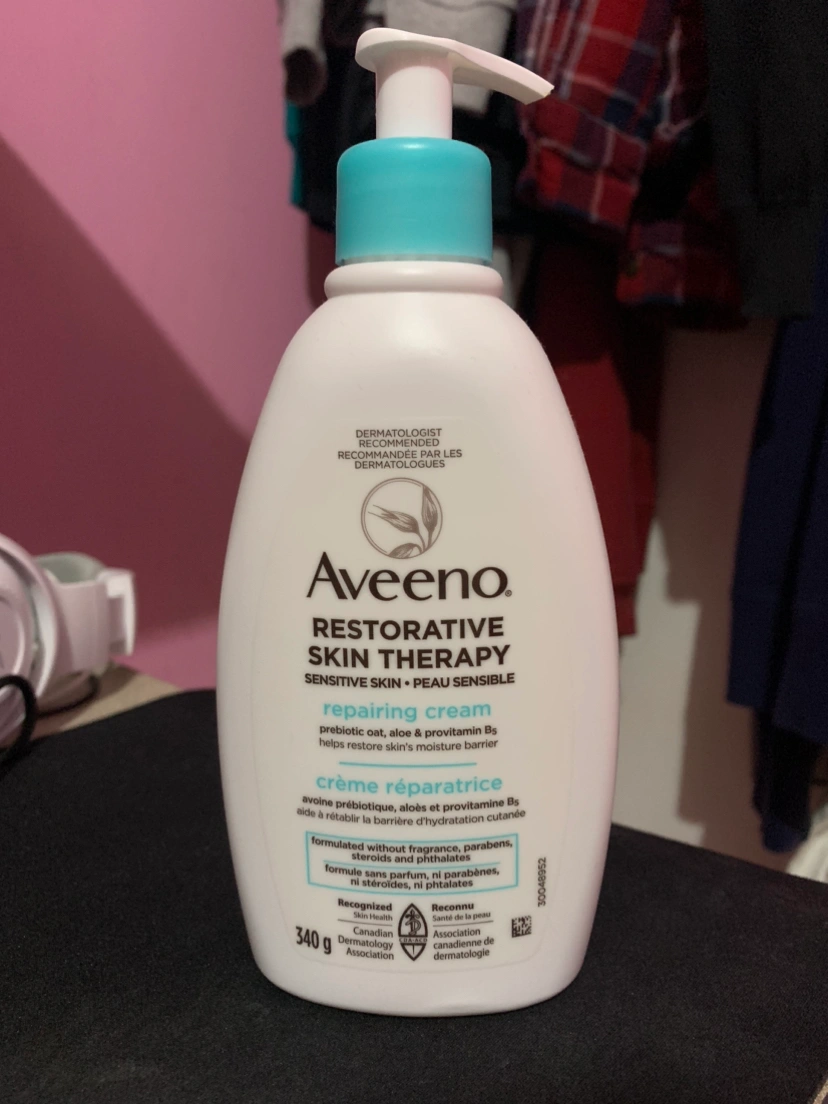 DERMATOLOGIST
RECOMMENDED
RECOMMANDÉE PAR LES
DERMATOLOGUES
Aveeno®
RESTORATIVE
SKIN THERAPY
SENSITIVE SKIN • PEAU SENSIBLE
repairing cream
prebiotic oat, aloe & provitamin B5
helps restore skin's moisture barrier
crème réparatrice
avoine prébiotique, aloès et provitamine B5
aide à rétablir la barrière d'hydratation cutanée
formulated without fragrance, parabens,
steroids and phthalates
formule sans parfum, ni parabènes,
ni stéroïdes, ni phtalates
340 g
Recognized
Skin Health
Canadian
Dermatology
Association
CDA-ACD
Reconnu
Santé de la peau
Association
canadienne de
dermatologie
30048952